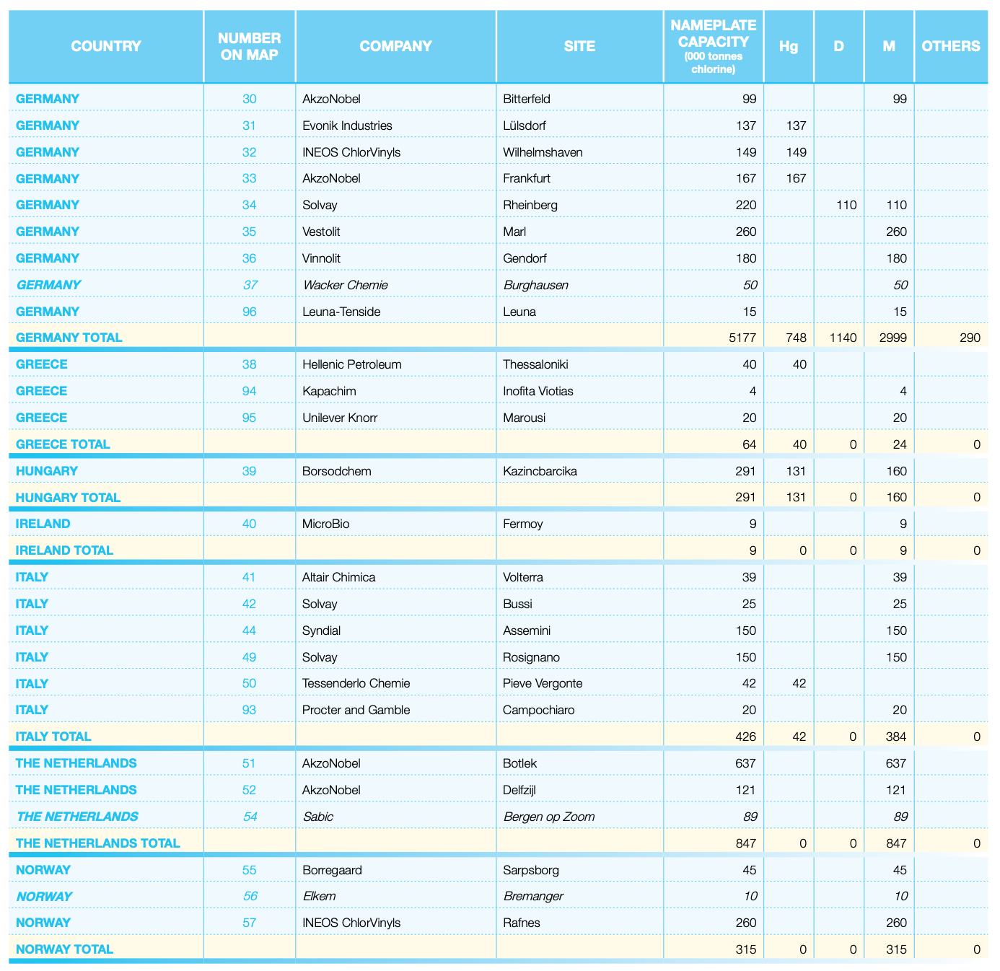 COUNTRY NUMBER ON MAP COMPANY SITE NAMEPLATE CAPACITY (000 tonnes chlorine) Hg D M OTHERS
GERMANY 30 AkzoNobel Bitterfeld 99 99
GERMANY 31 Evonik Industries Lülsdorf 137 137
GERMANY 32 INEOS ChlorVinyls Wilhelmshaven 149 149
GERMANY 33 AkzoNobel Frankfurt 167 167
GERMANY 34 Solvay Rheinberg 220 110 110
GERMANY 35 Vestolit Marl 260 260
GERMANY 36 Vinnolit Gendorf 180 180
GERMANY 37 Wacker Chemie Burghausen 50 50
GERMANY 96 Leuna-Tenside Leuna 15 15
GERMANY TOTAL 5177 748 1140 2999 290
GREECE 38 Hellenic Petroleum Thessaloniki 40 40
GREECE 94 Kapachim Inofita Viotias 4 4
GREECE 95 Unilever Knorr Marousi 20 20
GREECE TOTAL 64 40 0 24 0
HUNGARY 39 Borsodchem Kazincbarcika 291 131 160
HUNGARY TOTAL 291 131 0 160 0
IRELAND 40 MicroBio Fermoy 9 9
IRELAND TOTAL 9 0 0 9 0
ITALY 41 Altair Chimica Volterra 39 39
ITALY 42 Solvay Bussi 25 25
ITALY 44 Syndial Assemini 150 150
ITALY 49 Solvay Rosignano 150 150
ITALY 50 Tessenderlo Chemie Pieve Vergonte 42 42
ITALY 93 Procter and Gamble Campochiaro 20 20
ITALY TOTAL 426 42 0 384 0
THE NETHERLANDS 51 AkzoNobel Botlek 637 637
THE NETHERLANDS 52 AkzoNobel Delfzijl 121 121
THE NETHERLANDS 54 Sabic Bergen op Zoom 89 89
THE NETHERLANDS TOTAL 847 0 0 847 0
NORWAY 55 Borregaard Sarpsborg 45 45
NORWAY 56 Elkem Bremanger 10 10
NORWAY 57 INEOS ChlorVinyls Rafnes 260 260
NORWAY TOTAL 315 0 0 315 0